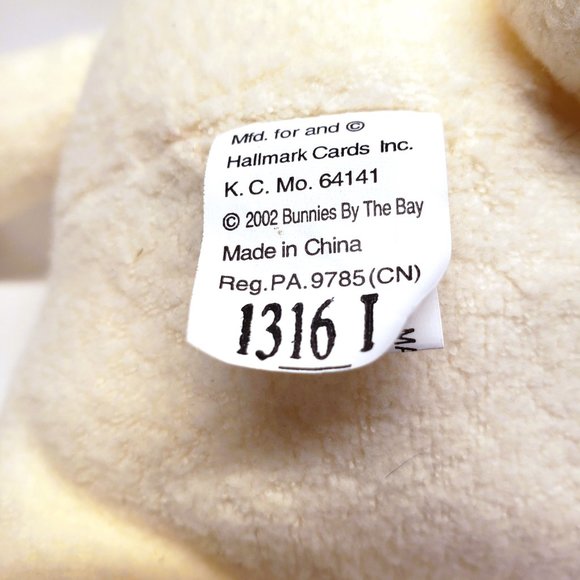 Mfd. for and ©
Hallmark Cards Inc.
K. C. Mo. 64141
© 2002 Bunnies By The Bay
Made in China
Reg.PA.9785(CN)
1316 I